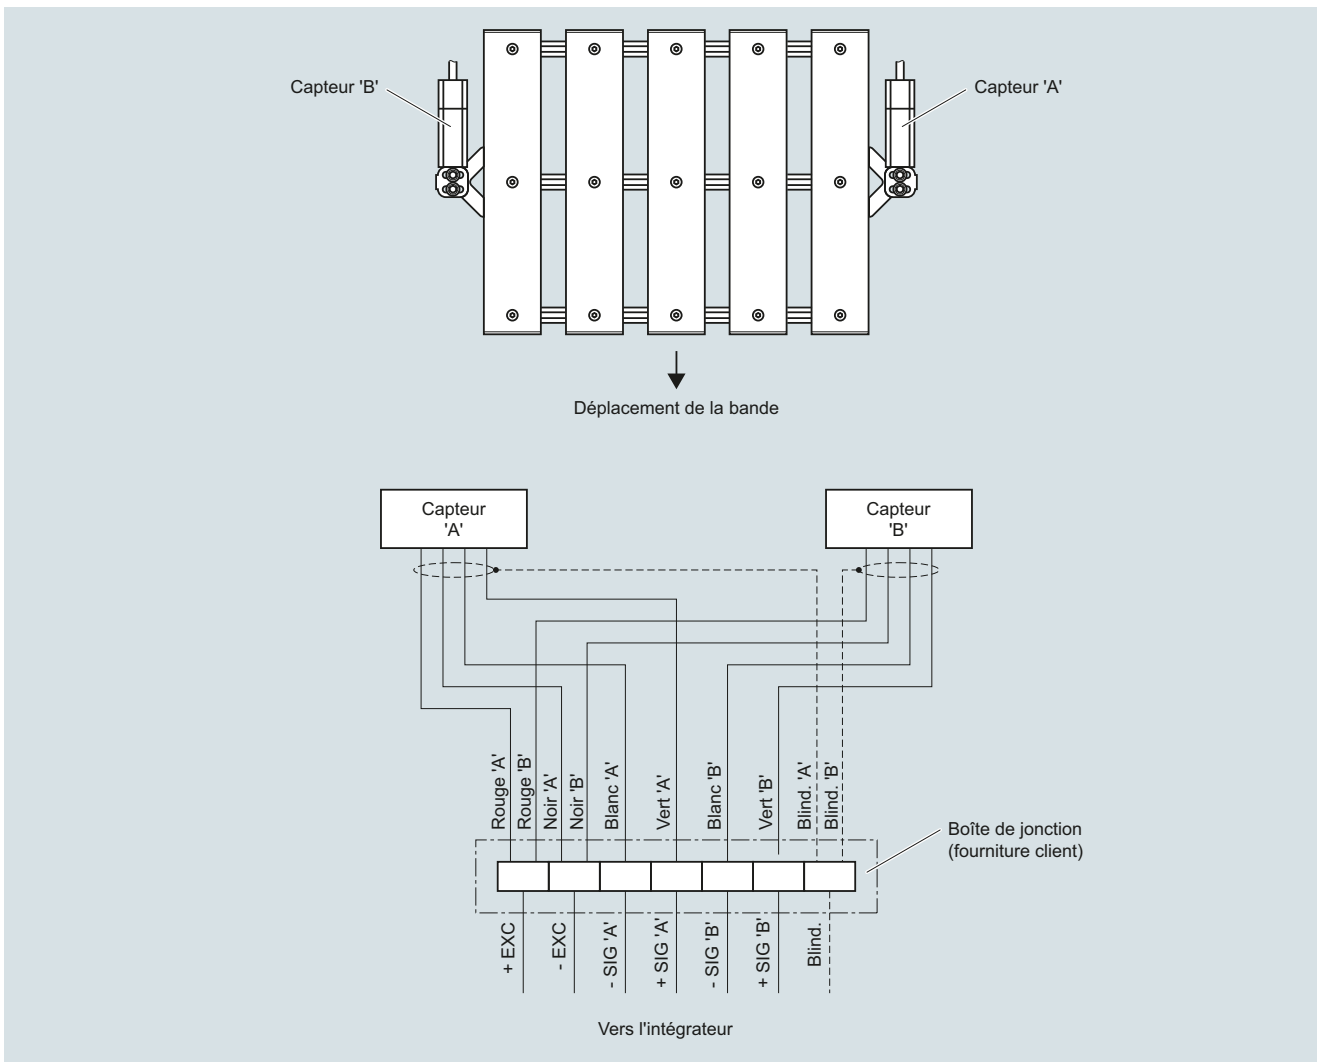 Capteur 'B'
Capteur 'A'
Déplacement de la bande
Capteur
'A'
Capteur
'B'
Rouge 'A'
Rouge 'B'
Noir 'A'
Noir 'B'
Blanc 'A'
Vert 'A'
Blanc 'B'
Vert 'B'
Blind. 'A'
Blind. 'B'
Boîte de jonction
(fourniture client)
+ EXC
- EXC
- SIG 'A'
+ SIG 'A'
- SIG 'B'
+ SIG 'B'
Blind.
Vers l'intégrateur